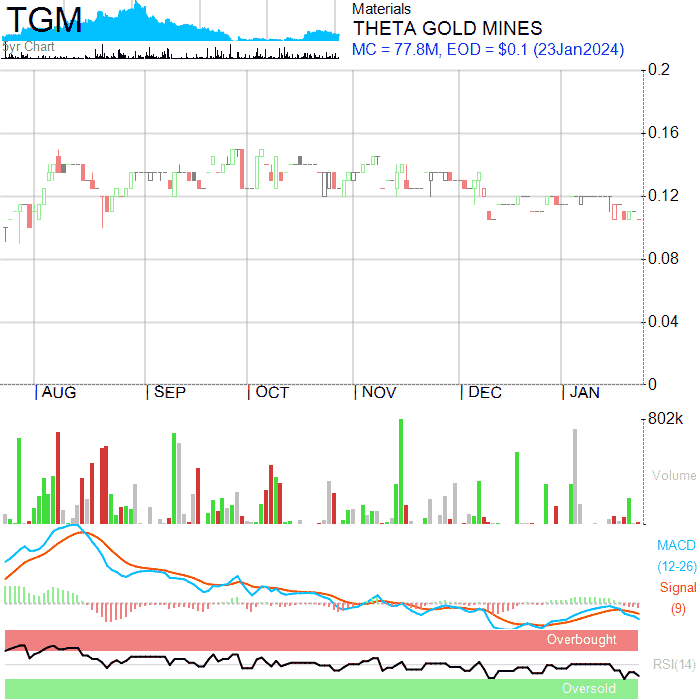 TGM
5yr Chart
Materials
THETA GOLD MINES
MC = 77.8M, EOD = $0.1 (23Jan2024)
0.2
0.16
0.12
0.08
0.04
0
AUG SEP OCT NOV DEC JAN
802k
Volume
MACD
(12-26)
Signal
(9)
Overbought
RSI(14)
Oversold